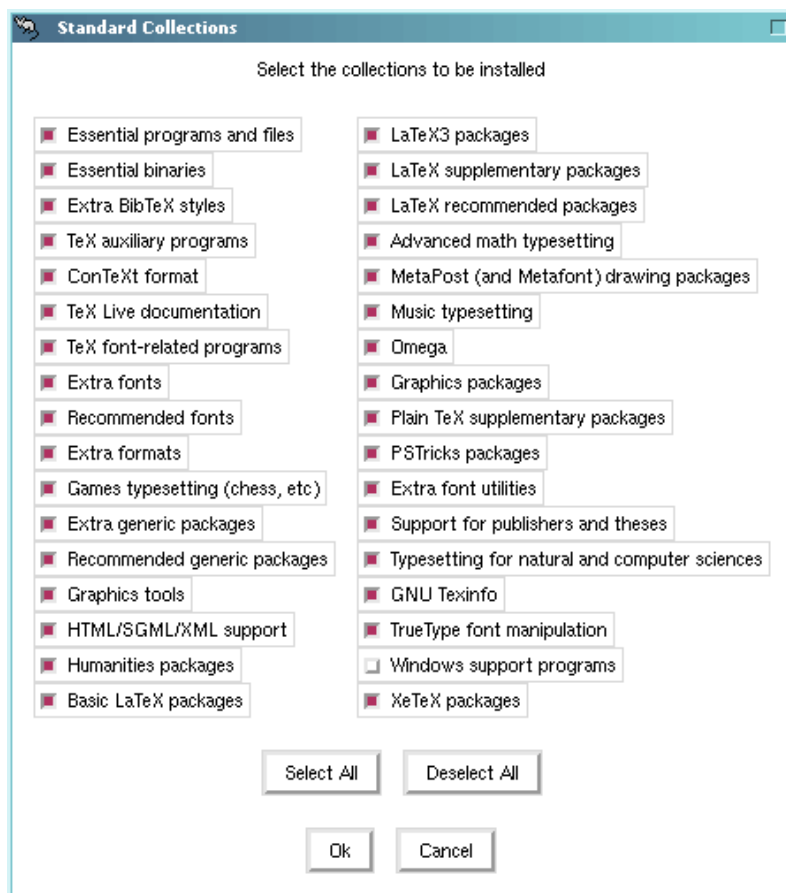 Standard Collections
Select the collections to be installed
Essential programs and files
Essential binaries
Extra BibTeX styles
TeX auxiliary programs
ConTeXt format
TeX Live documentation
TeX font-related programs
Extra fonts
Recommended fonts
Extra formats
Games typesetting (chess, etc)
Extra generic packages
Recommended generic packages
Graphics tools
HTML/SGML/XML support
Humanities packages
Basic LaTeX packages
LaTeX3 packages
LaTeX supplementary packages
LaTeX recommended packages
Advanced math typesetting
MetaPost (and Metafont) drawing packages
Music typesetting
Omega
Graphics packages
Plain TeX supplementary packages
PSTricks packages
Extra font utilities
Support for publishers and theses
Typesetting for natural and computer sciences
GNU Texinfo
TrueType font manipulation
Windows support programs
XeTeX packages
Select All Deselect All
Ok Cancel